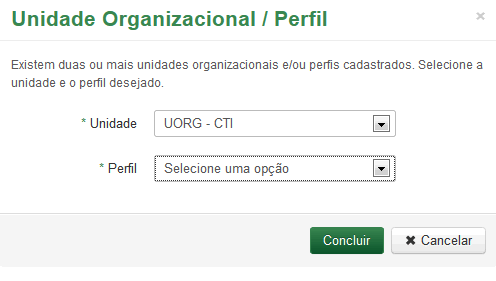 Unidade Organizacional / Perfil ×
Existem duas ou mais unidades organizacionais e/ou perfis cadastrados. Selecione a
unidade e o perfil desejado.
* Unidade UORG - CTI
* Perfil Selecione uma opção
Concluir ✖ Cancelar